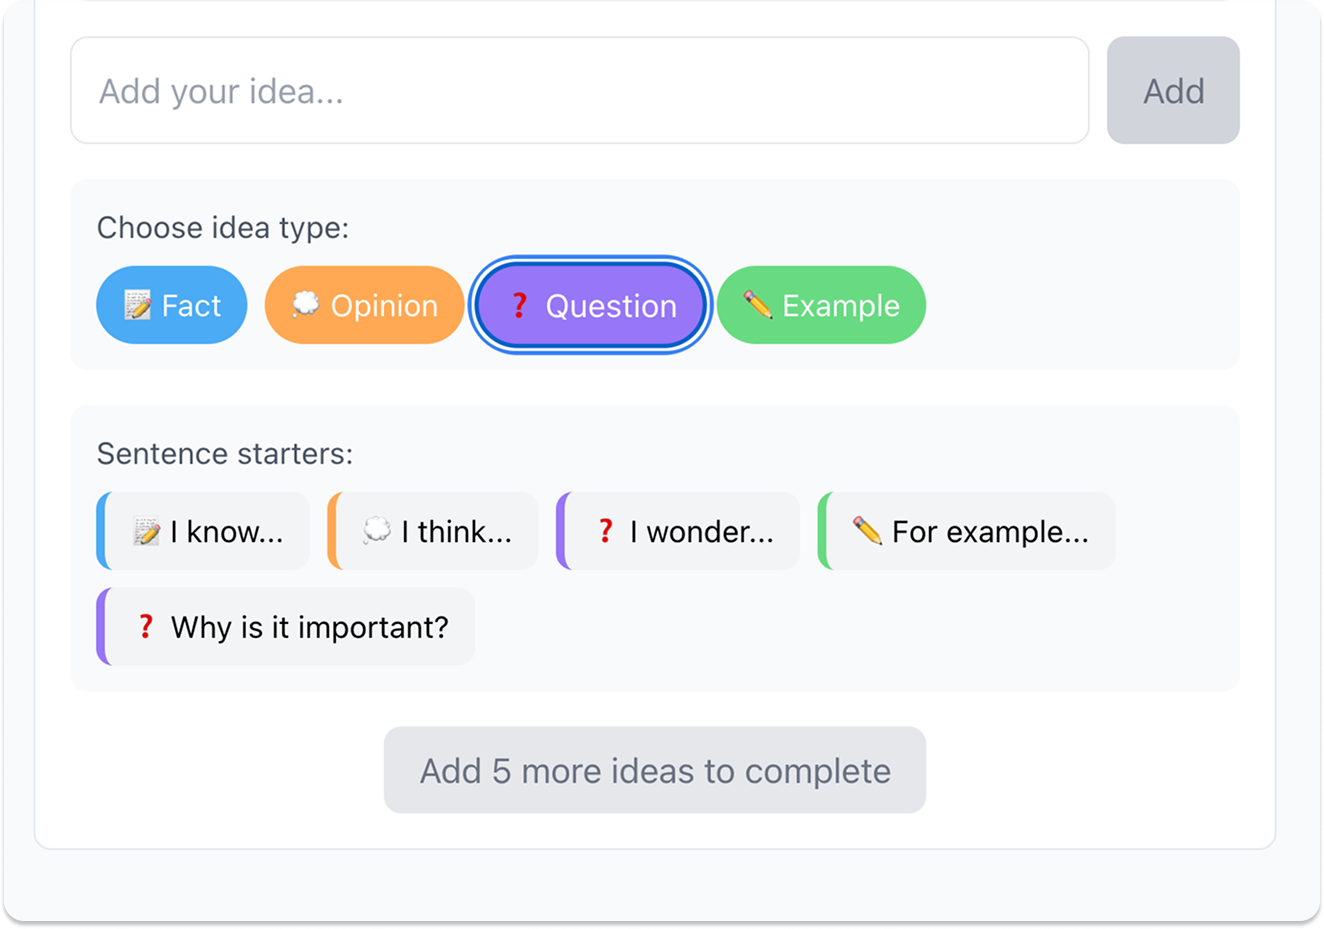 Add your idea...
Add
Choose idea type:
📝 Fact 💭 Opinion ❓ Question ✏️ Example
Sentence starters:
📝 I know... 💭 I think... ❓ I wonder... ✏️ For example...
❓ Why is it important?
Add 5 more ideas to complete